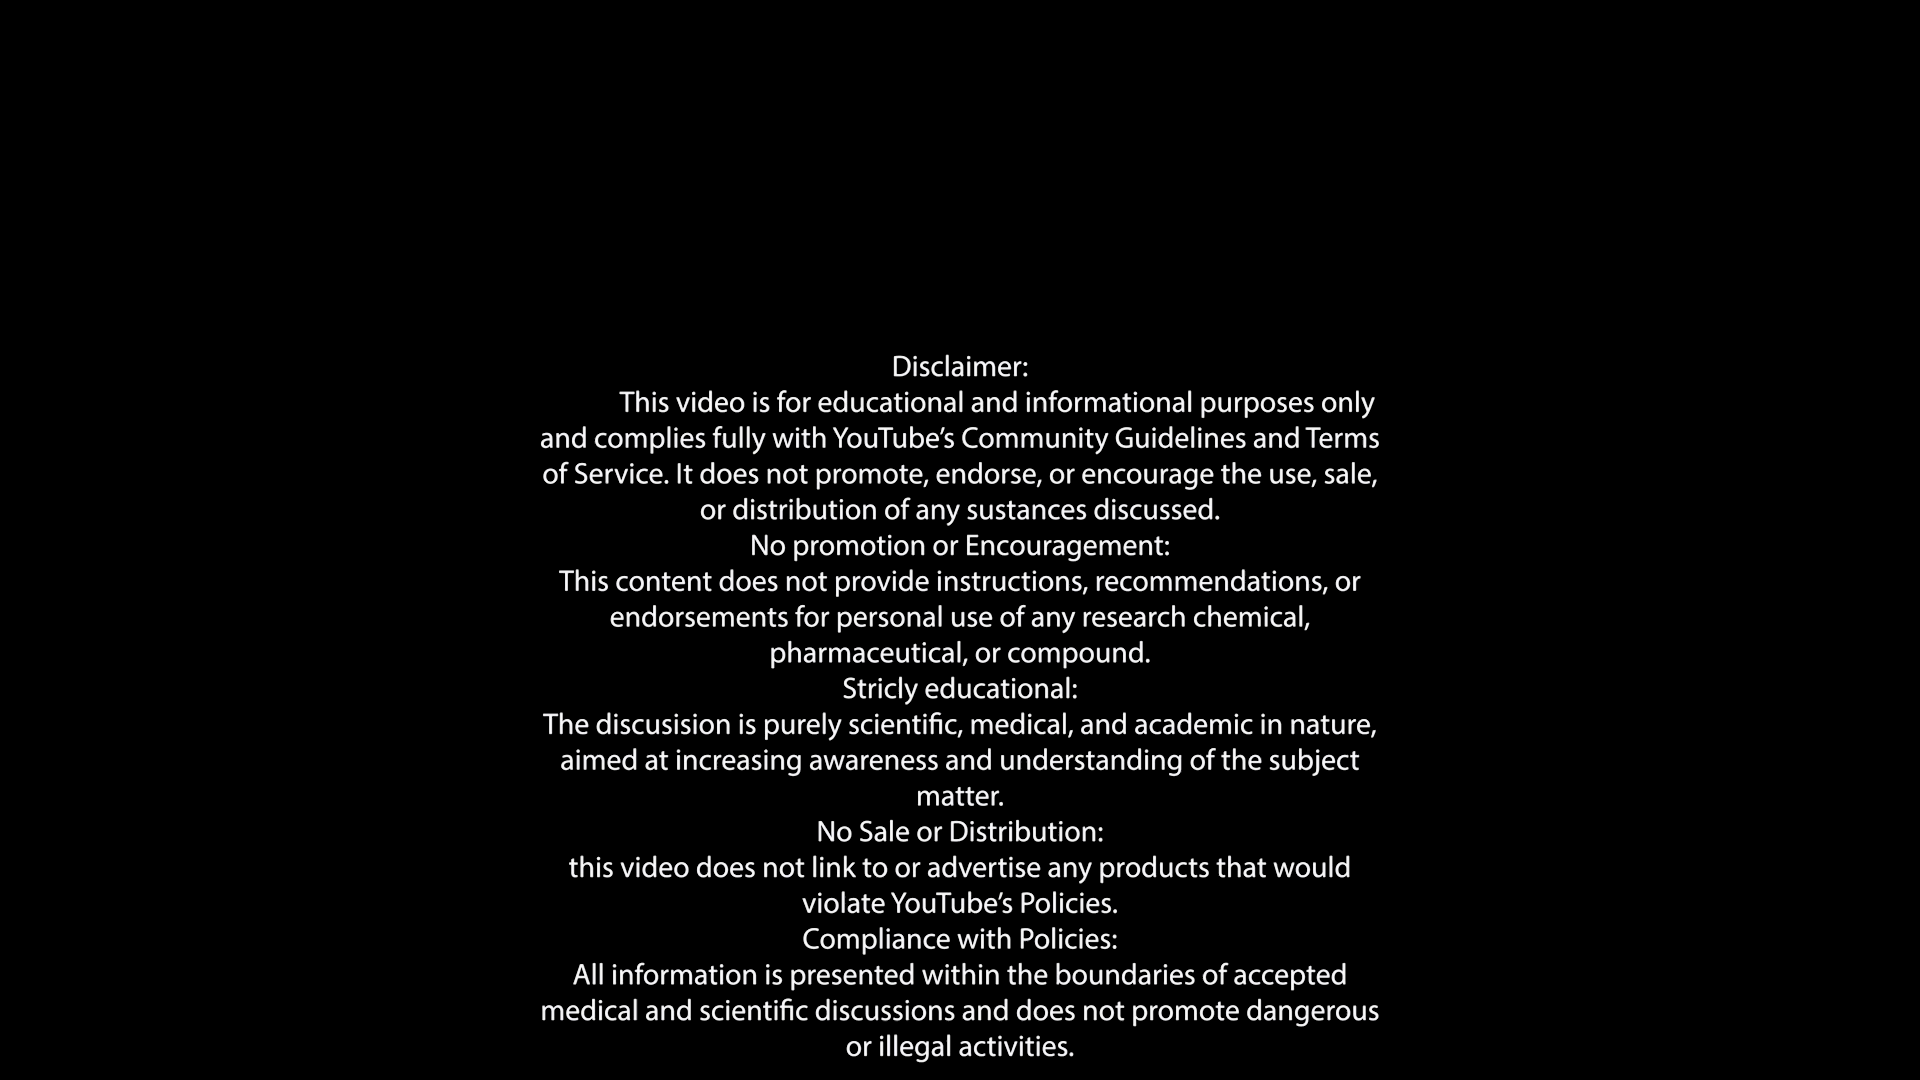 Disclaimer:
This video is for educational and informational purposes only
and complies fully with YouTube’s Community Guidelines and Terms
of Service. It does not promote, endorse, or encourage the use, sale,
or distribution of any sustances discussed.
No promotion or Encouragement:
This content does not provide instructions, recommendations, or
endorsements for personal use of any research chemical,
pharmaceutical, or compound.
Stricly educational:
The discusision is purely scientific, medical, and academic in nature,
aimed at increasing awareness and understanding of the subject
matter.
No Sale or Distribution:
this video does not link to or advertise any products that would
violate YouTube’s Policies.
Compliance with Policies:
All information is presented within the boundaries of accepted
medical and scientific discussions and does not promote dangerous
or illegal activities.